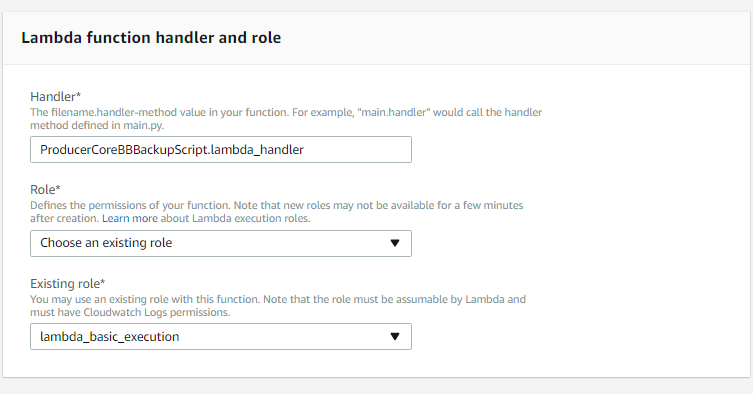 Lambda function handler and role
Handler*
The filename.handler-method value in your function. For example, "main.handler" would call the handler
method defined in main.py.
ProducerCoreBBBackupScript.lambda_handler
Role*
Defines the permissions of your function. Note that new roles may not be available for a few minutes
after creation. Learn more about Lambda execution roles.
Choose an existing role
Existing role*
You may use an existing role with this function. Note that the role must be assumable by Lambda and
must have Cloudwatch Logs permissions.
lambda_basic_execution